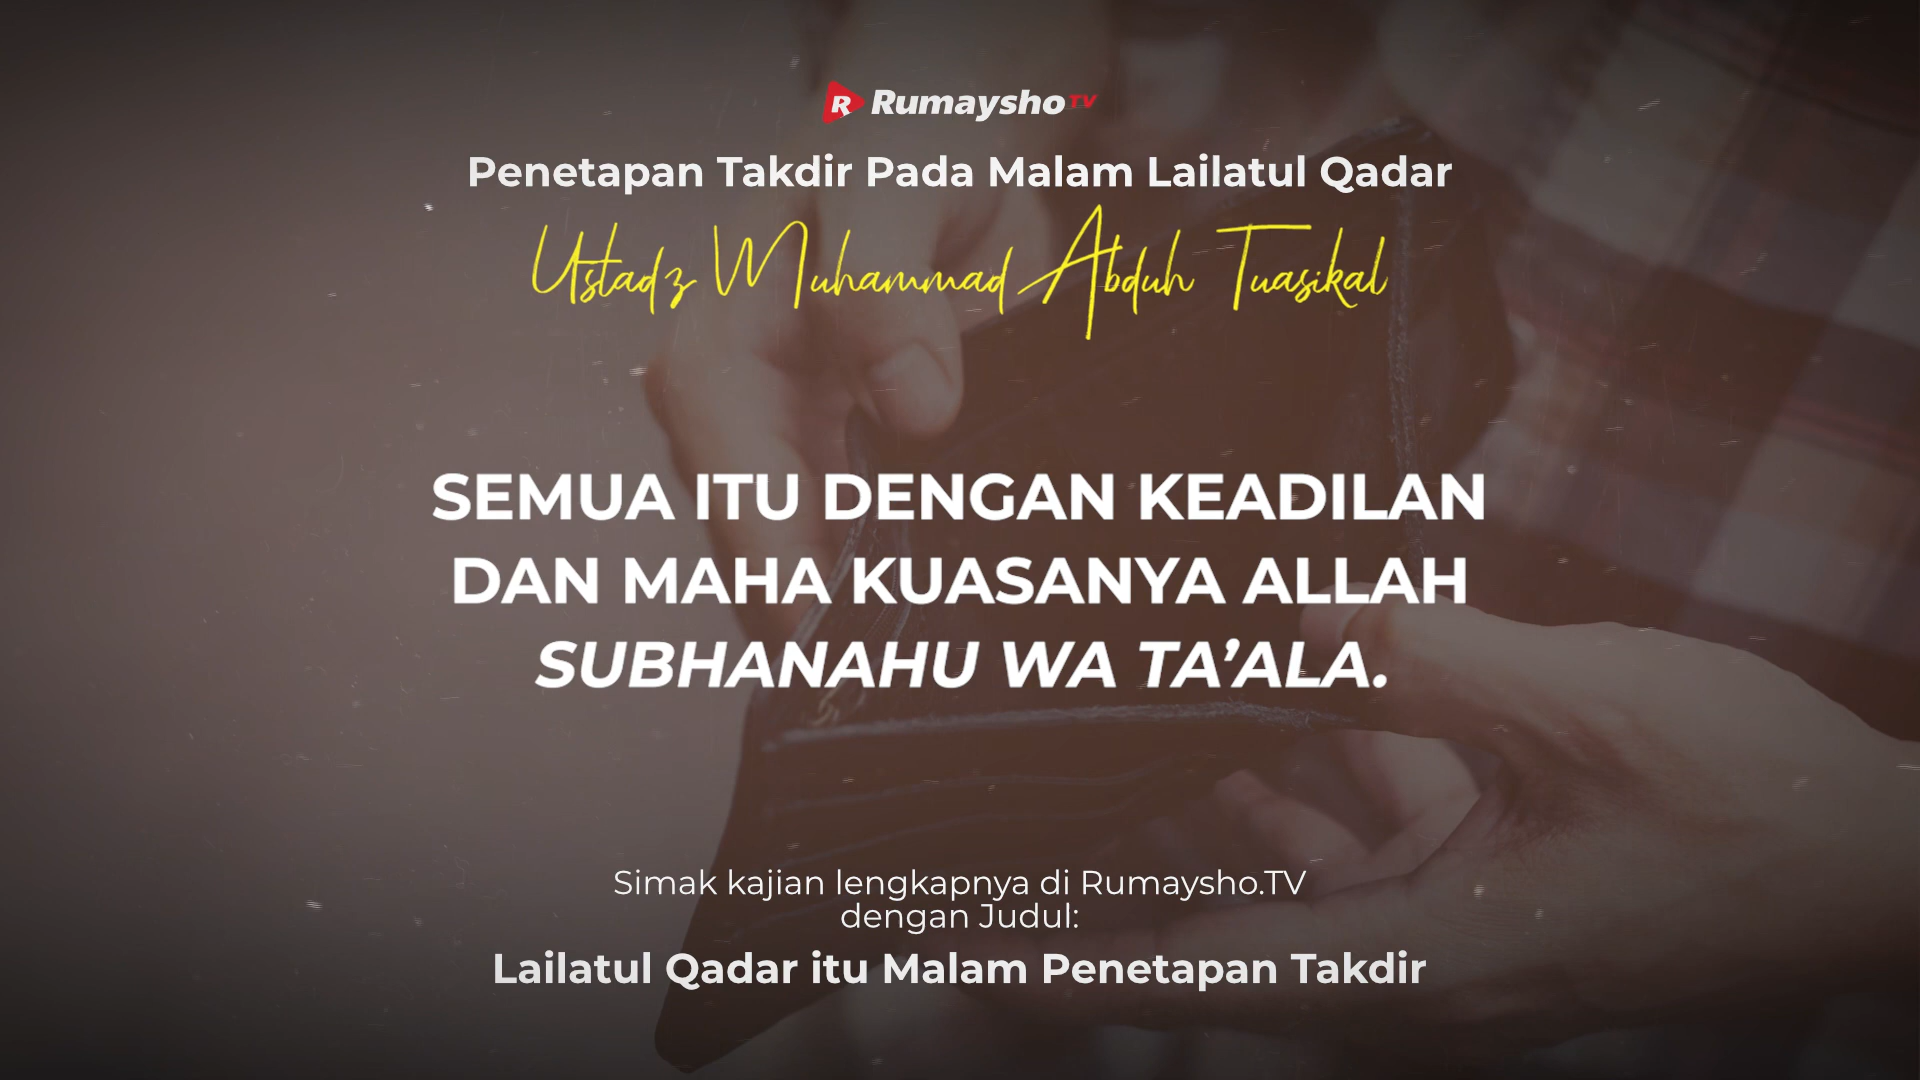 R Rumaysho TV
Penetapan Takdir Pada Malam Lailatul Qadar
Ustadz Muhammad Abduh Tuasikal
SEMUA ITU DENGAN KEADILAN
DAN MAHA KUASANYA ALLAH
SUBHANAHU WA TA’ALA.
Simak kajian lengkapnya di Rumaysho.TV
dengan Judul:
Lailatul Qadar itu Malam Penetapan Takdir